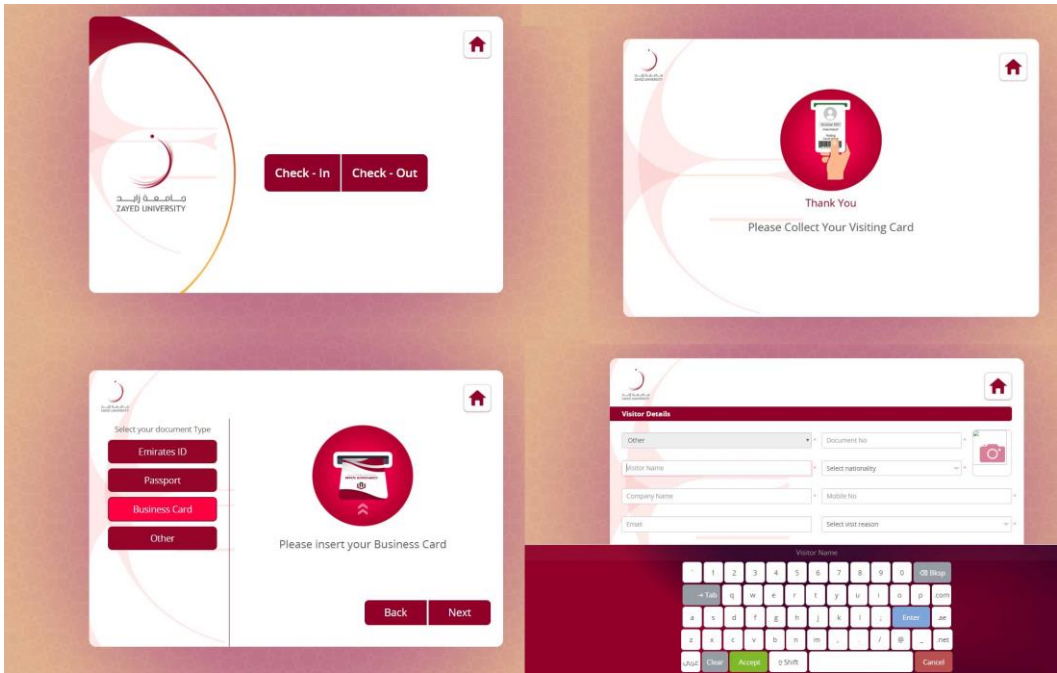 Check - In
Check - Out
جامعة زايد
ZAYED UNIVERSITY
Thank You
Please Collect Your Visiting Card
Select your document Type
Emirates ID
Passport
Business Card
Other
Please insert your Business Card
Back
Next
Visitor Details
Other
Document No
Visitor Name
Select nationality
Company Name
Mobile No
Email
Select visit reason
Visitor Name
` 1 2 3 4 5 6 7 8 9 0 Bksp
Tab q w e r t y u i o p .com
a s d f g h j k l ; Enter .ae
z x c v b n m , . / @ _ .net
عربي Clear Accept Shift Cancel